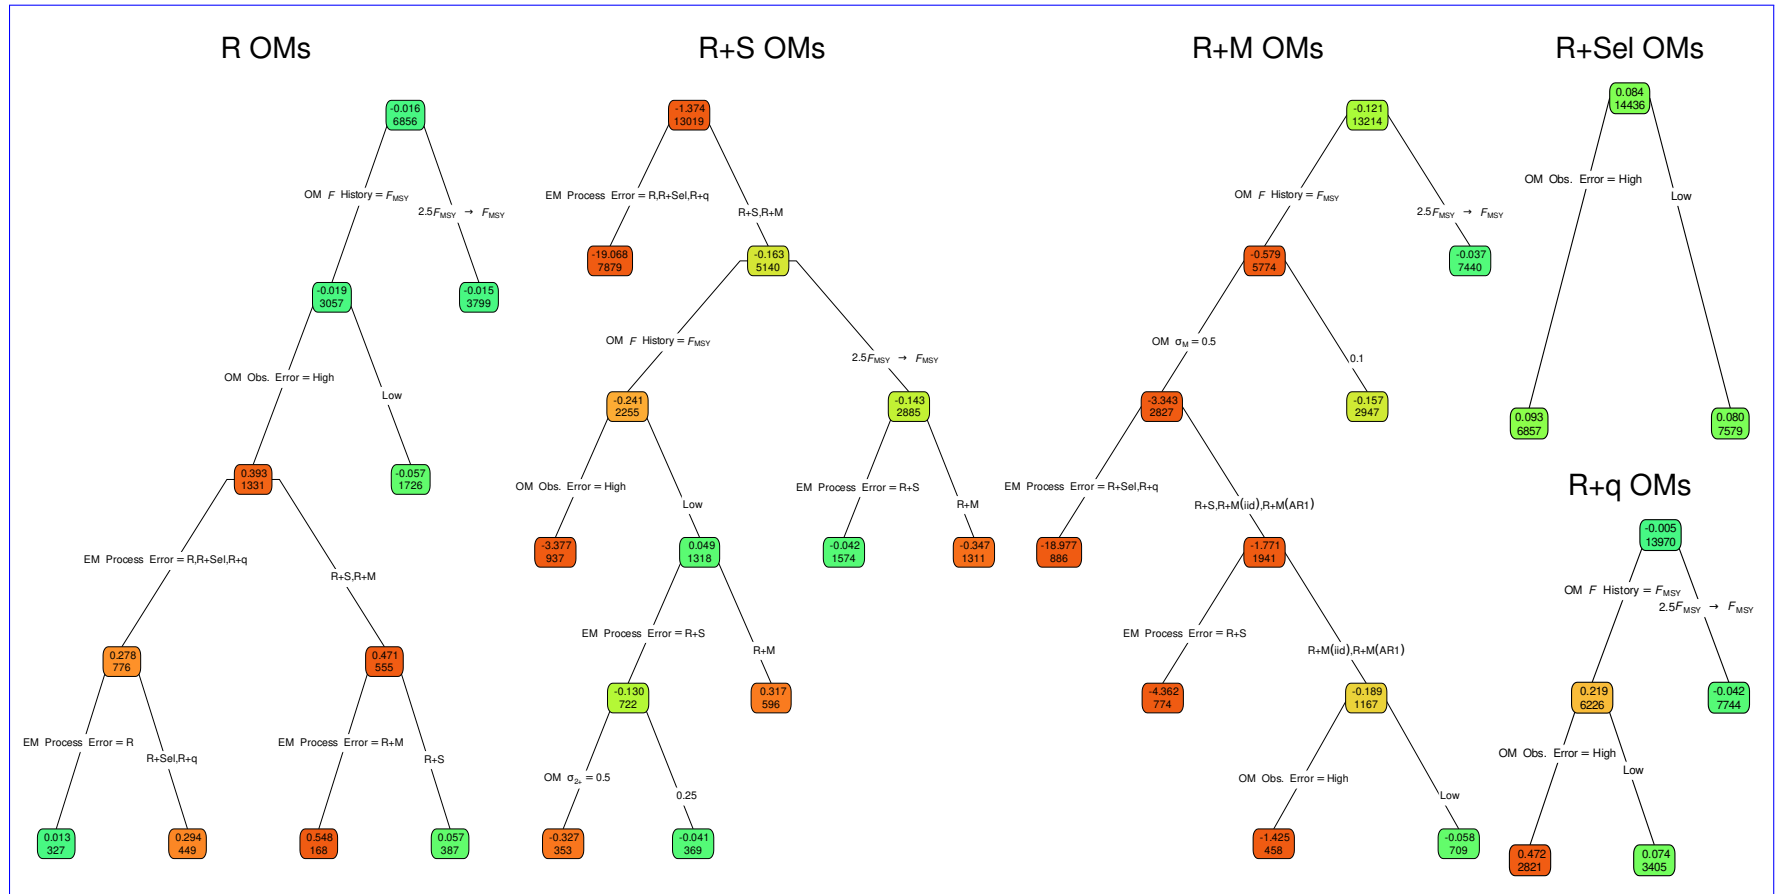 R OMs
-0.016
6856
OM F History = FMSY
2.5FMSY → FMSY
-0.019
3057
-0.015
3799
OM Obs. Error = High
Low
0.393
1331
-0.057
1726
EM Process Error = R,R+Sel,R+q
R+S,R+M
0.278
776
0.471
555
EM Process Error = R
R+Sel,R+q
EM Process Error = R+M
R+S
0.013
327
0.294
449
0.548
168
0.057
387
R+S OMs
-1.374
13019
EM Process Error = R,R+Sel,R+q
R+S,R+M
-19.068
7879
-0.163
5140
OM F History = FMSY
2.5FMSY → FMSY
-0.241
2255
-0.143
2885
OM Obs. Error = High
Low
EM Process Error = R+S
R+M
-3.377
937
0.049
1318
-0.042
1574
-0.347
1311
EM Process Error = R+S
R+M
-0.130
722
0.317
596
OM σ2+ = 0.5
0.25
-0.327
353
-0.041
369
R+M OMs
-0.121
13214
OM F History = FMSY
2.5FMSY → FMSY
-0.579
5774
-0.037
7440
OM σM = 0.5
0.1
-3.343
2827
-0.157
2947
EM Process Error = R+Sel,R+q
R+S,R+M(iid),R+M(AR1)
-18.977
886
-1.771
1941
EM Process Error = R+S
R+M(iid),R+M(AR1)
-4.362
774
-0.189
1167
OM Obs. Error = High
Low
-1.425
458
-0.058
709
R+Sel OMs
0.084
14436
OM Obs. Error = High
Low
0.093
6857
0.080
7579
R+q OMs
-0.005
13970
OM F History = FMSY
2.5FMSY → FMSY
0.219
6226
-0.042
7744
OM Obs. Error = High
Low
0.472
2821
0.074
3405